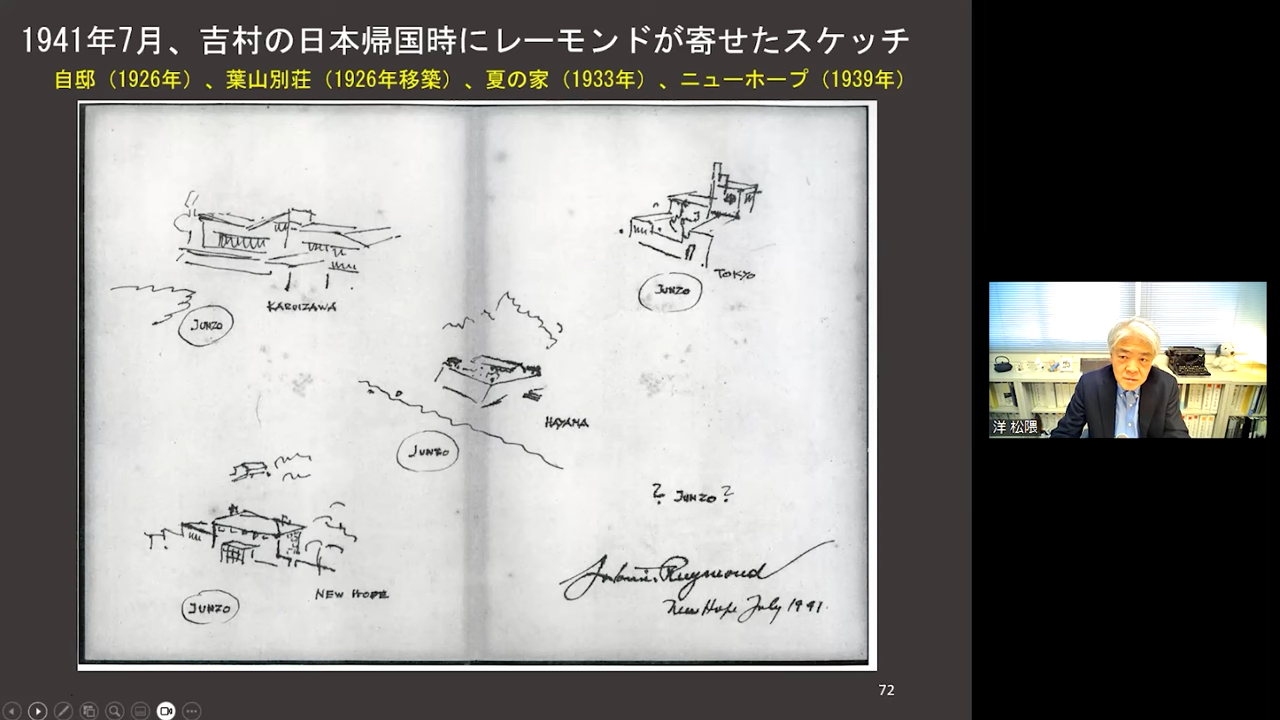 1941年7月、吉村の日本帰国時にレーモンドが寄せたスケッチ
自邸（1926年）、葉山別荘（1926年移築）、夏の家（1933年）、ニューホープ（1939年）
TOKYO
JUNZO
KARUIZAWA
JUNZO
HAYAMA
JUNZO
? JUNZO ?
NEW HOPE
JUNZO
Antonin Raymond
New Hope July 1941.
72
洋 松隈